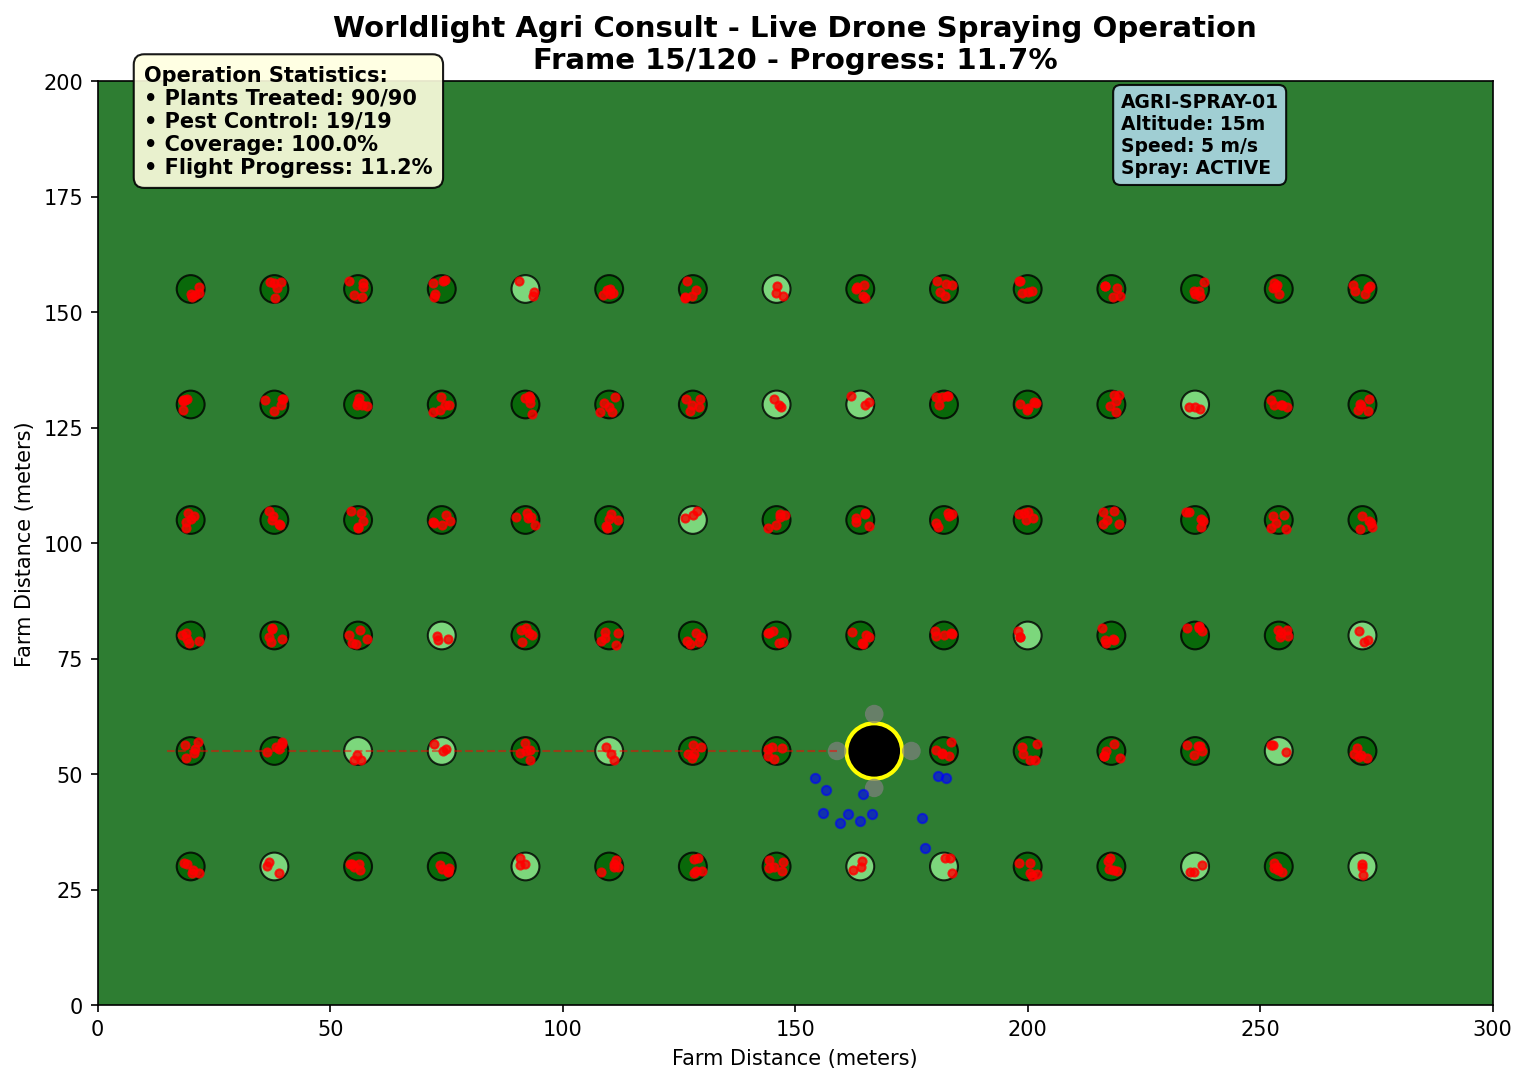 Worldlight Agri Consult - Live Drone Spraying Operation
Frame 15/120 - Progress: 11.7%
Operation Statistics:
• Plants Treated: 90/90
• Pest Control: 19/19
• Coverage: 100.0%
• Flight Progress: 11.2%
AGRI-SPRAY-01
Altitude: 15m
Speed: 5 m/s
Spray: ACTIVE
200
175
150
125
100
75
50
25
0
Farm Distance (meters)
0
50
100
150
200
250
300
Farm Distance (meters)